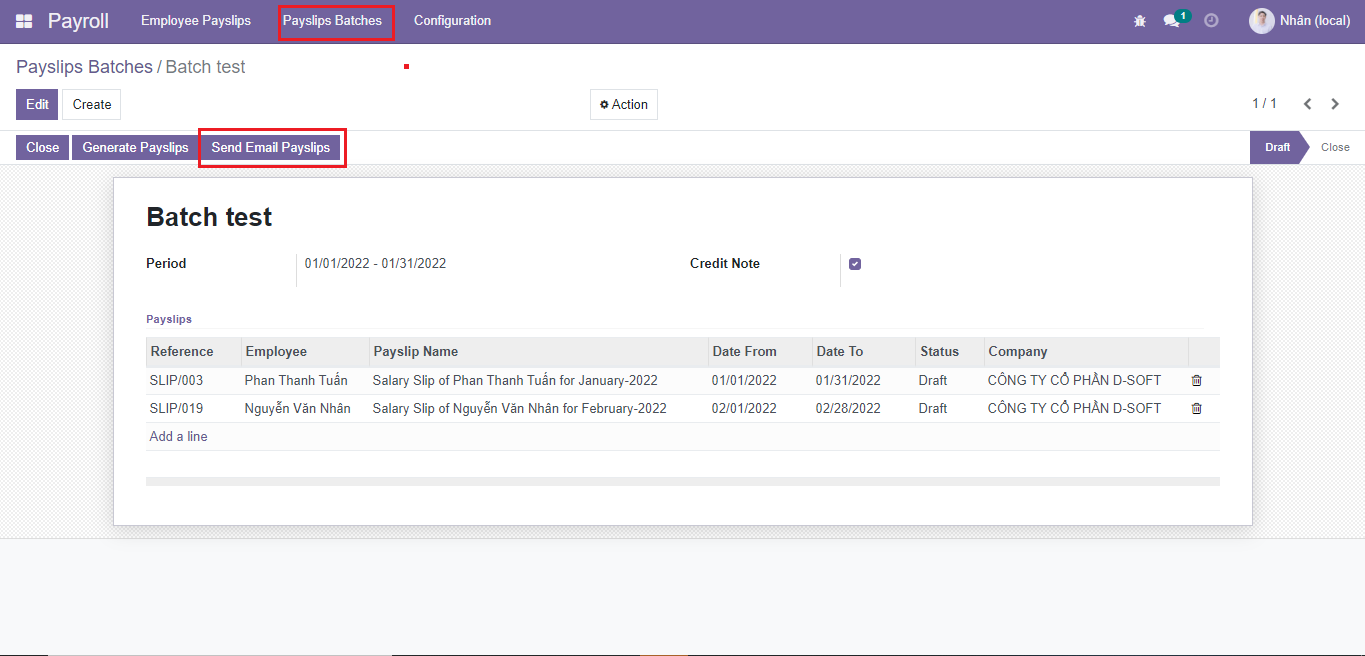 Payroll Employee Payslips Payslips Batches Configuration 1 Nhân (local)
Payslips Batches / Batch test
Edit Create Action 1 / 1
Close Generate Payslips Send Email Payslips Draft Close
Batch test
Period 01/01/2022 - 01/31/2022 Credit Note
Payslips
Reference Employee Payslip Name Date From Date To Status Company
SLIP/003 Phan Thanh Tuấn Salary Slip of Phan Thanh Tuấn for January-2022 01/01/2022 01/31/2022 Draft CÔNG TY CỔ PHẦN D-SOFT
SLIP/019 Nguyễn Văn Nhân Salary Slip of Nguyễn Văn Nhân for February-2022 02/01/2022 02/28/2022 Draft CÔNG TY CỔ PHẦN D-SOFT
Add a line